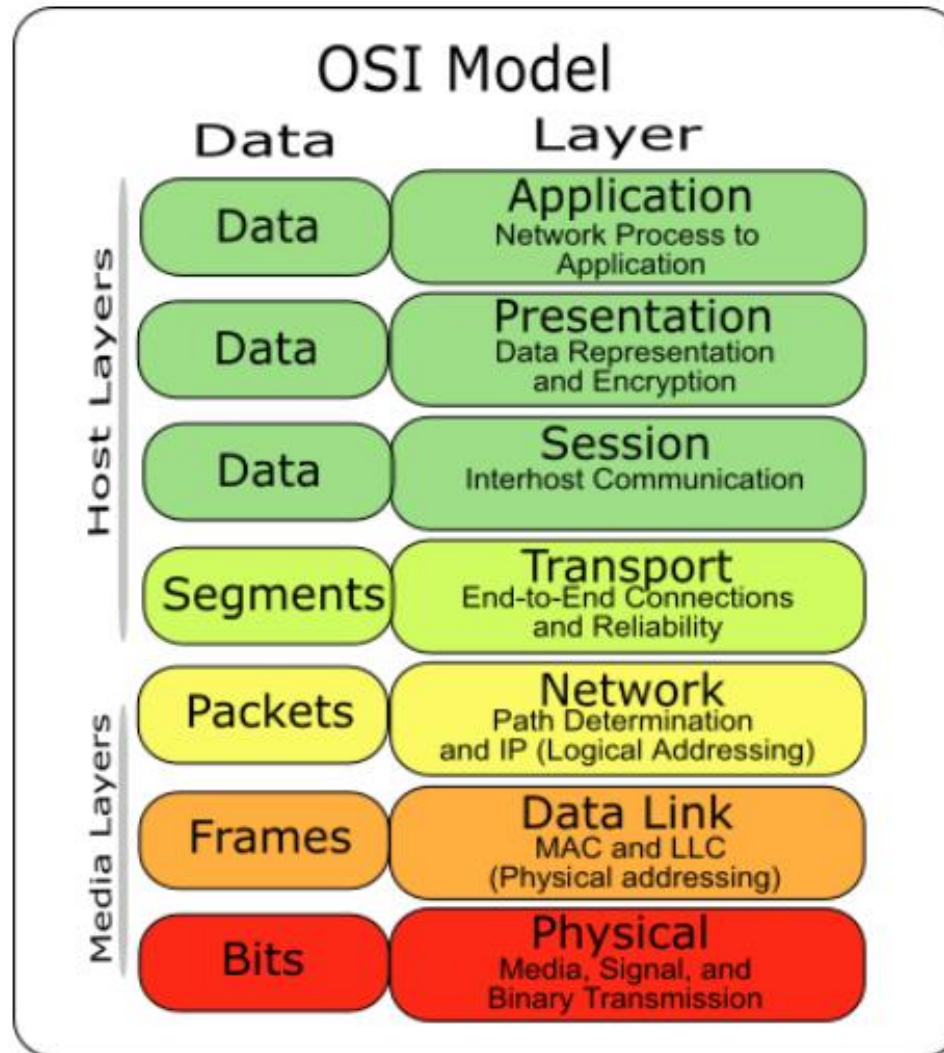 OSI Model
Data
Layer
Host Layers
Data
Application
Network Process to
Application
Data
Presentation
Data Representation
and Encryption
Data
Session
Interhost Communication
Segments
Transport
End-to-End Connections
and Reliability
Media Layers
Packets
Network
Path Determination
and IP (Logical Addressing)
Frames
Data Link
MAC and LLC
(Physical addressing)
Bits
Physical
Media, Signal, and
Binary Transmission